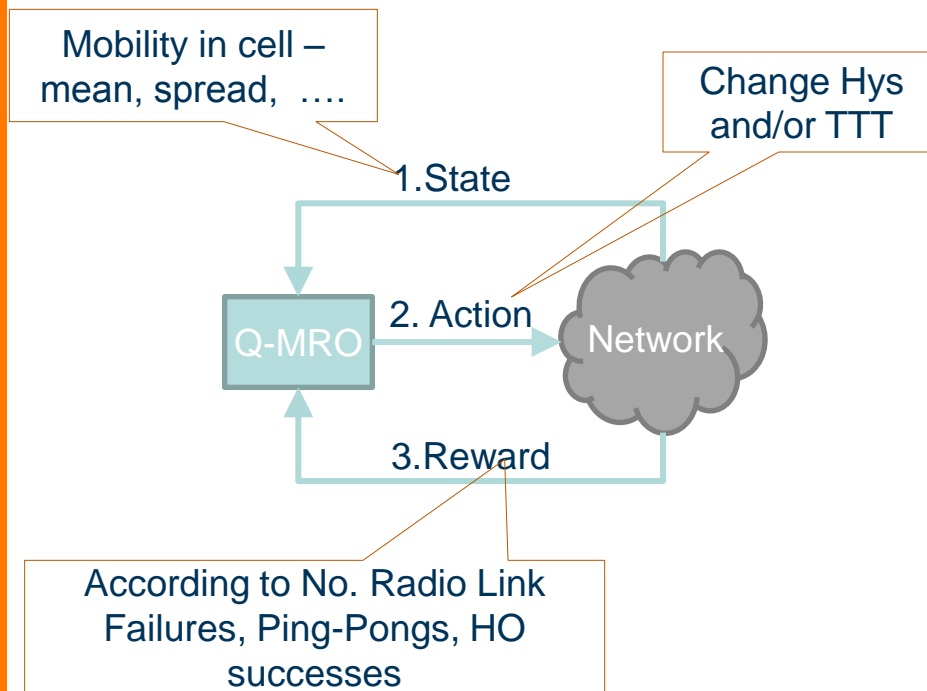 Mobility in cell –
mean, spread, ….
Change Hys
and/or TTT
1.State
2. Action
Q-MRO
Network
3.Reward
According to No. Radio Link
Failures, Ping-Pongs, HO
successes